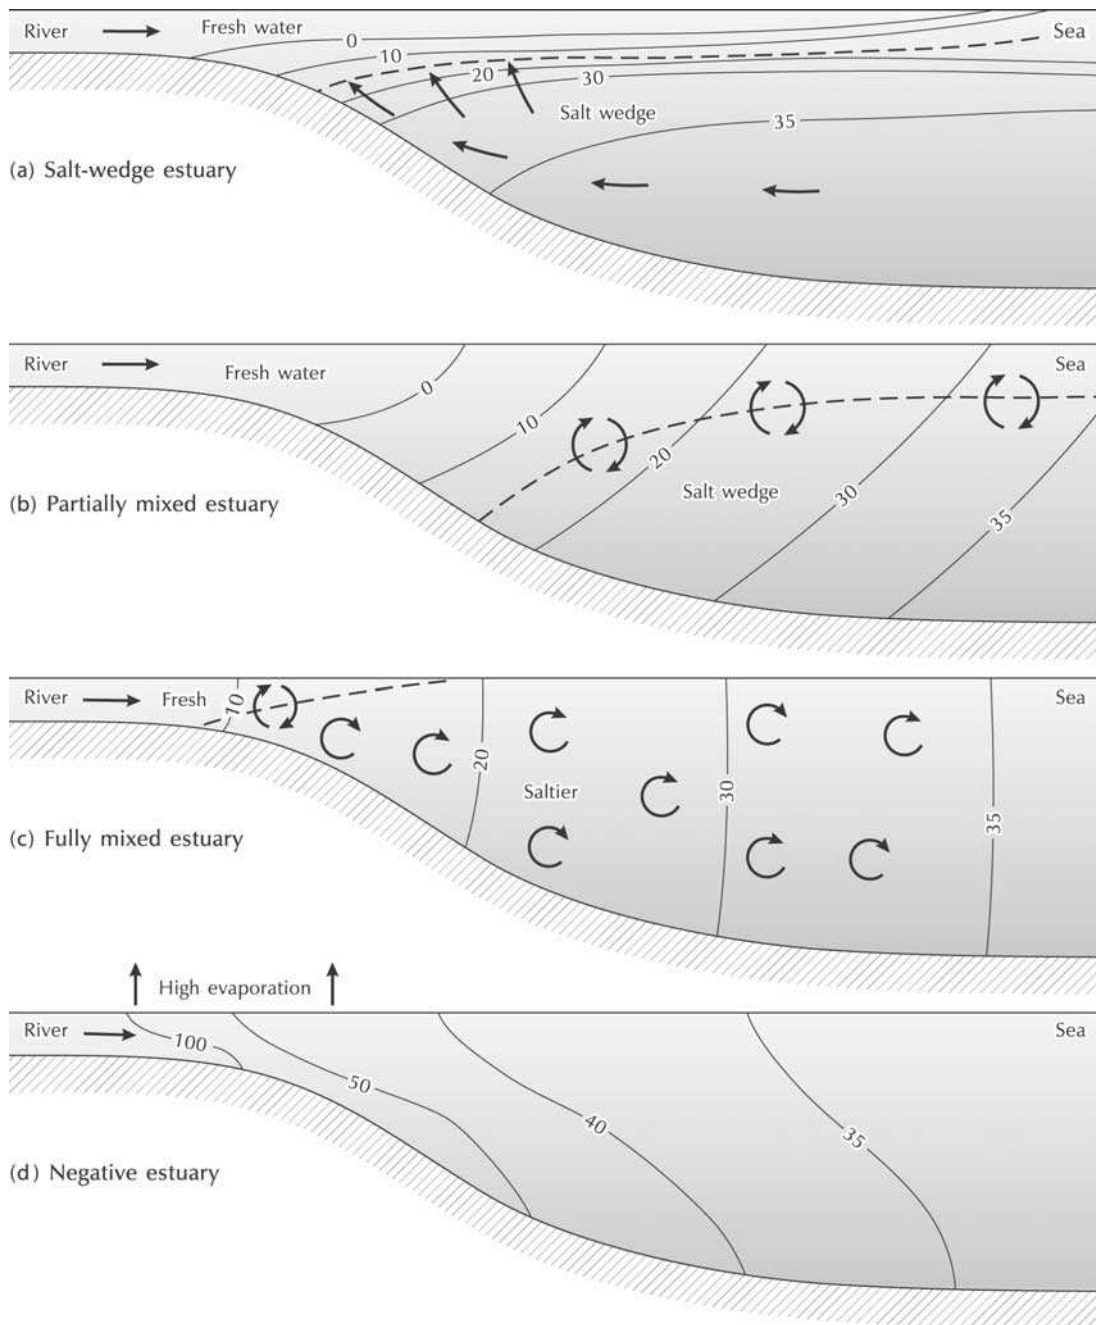 River
Fresh water
Sea
0
10
20
30
Salt wedge
35
(a) Salt-wedge estuary
River
Fresh water
Sea
0
10
20
Salt wedge
30
35
(b) Partially mixed estuary
River
Fresh
10
Sea
20
Saltier
30
35
(c) Fully mixed estuary
High evaporation
River
Sea
100
50
40
35
(d) Negative estuary